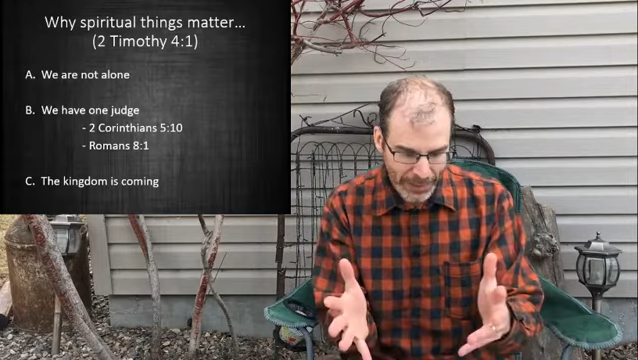 Why spiritual things matter…
(2 Timothy 4:1)
A. We are not alone
B. We have one judge
- 2 Corinthians 5:10
- Romans 8:1
C. The kingdom is coming